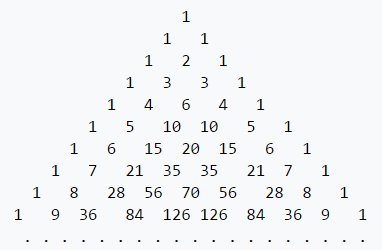 1
1 1
1 2 1
1 3 3 1
1 4 6 4 1
1 5 10 10 5 1
1 6 15 20 15 6 1
1 7 21 35 35 21 7 1
1 8 28 56 70 56 28 8 1
1 9 36 84 126 126 84 36 9 1
. . . . . . . . . . . . . . . . . . .